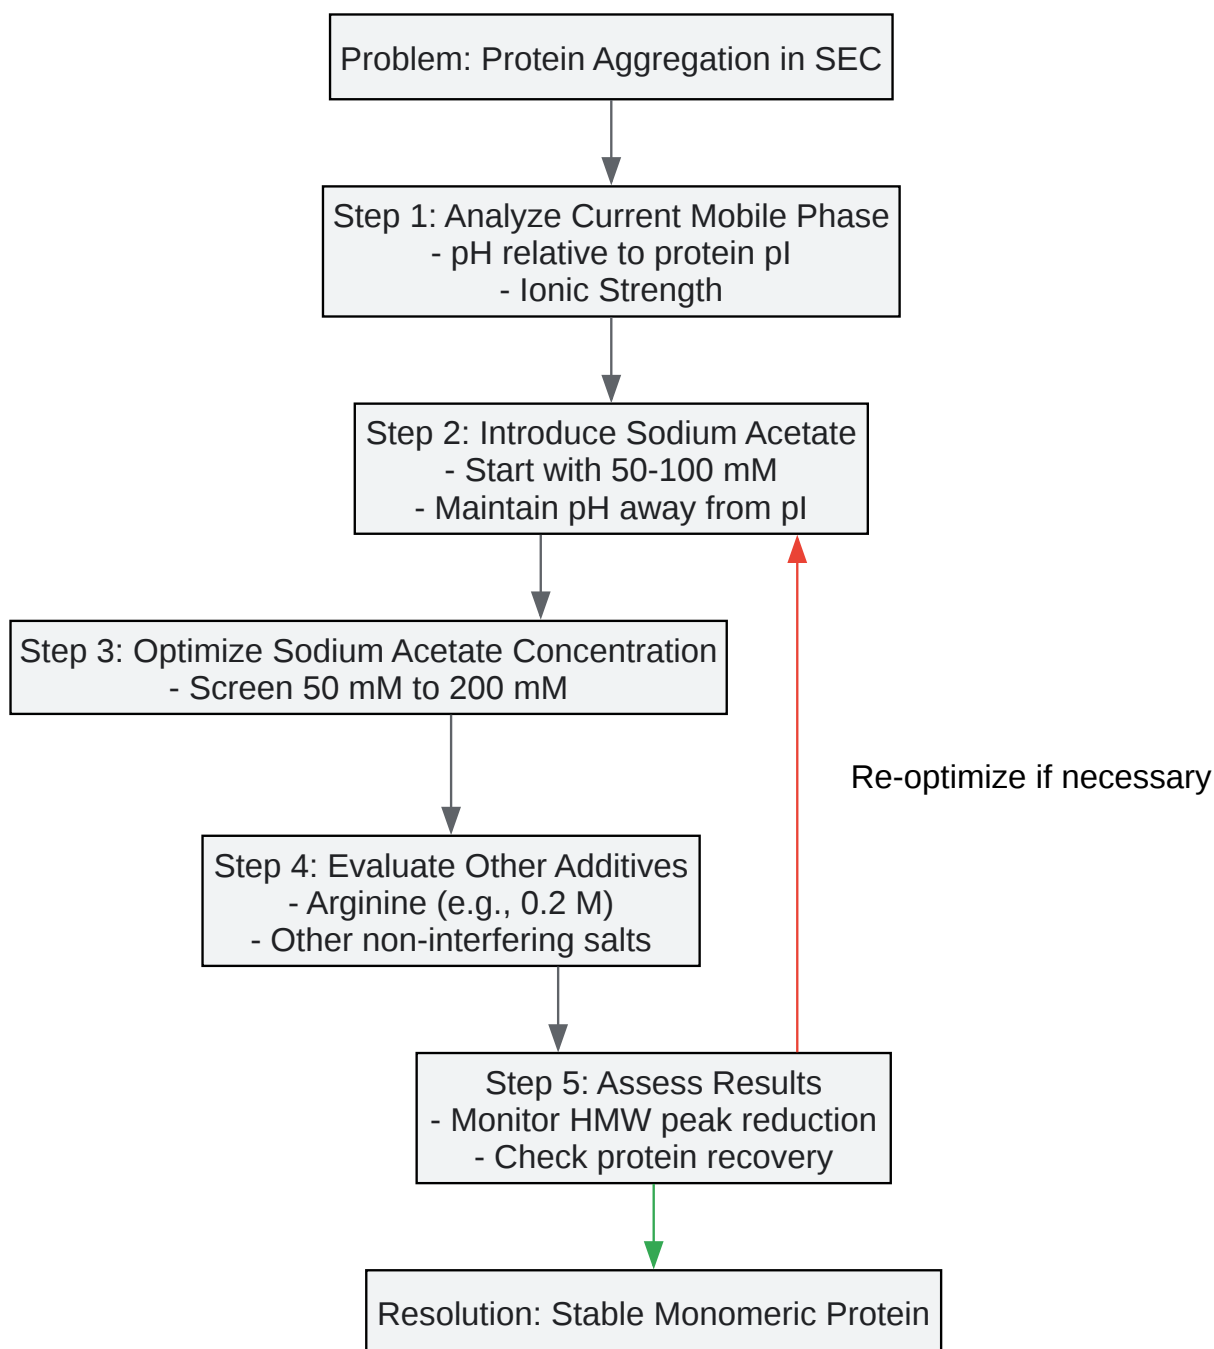 Problem: Protein Aggregation in SEC
Step 1: Analyze Current Mobile Phase
- pH relative to protein pI
- Ionic Strength
Step 2: Introduce Sodium Acetate
- Start with 50-100 mM
- Maintain pH away from pI
Step 3: Optimize Sodium Acetate Concentration
- Screen 50 mM to 200 mM
Re-optimize if necessary
Step 4: Evaluate Other Additives
- Arginine (e.g., 0.2 M)
- Other non-interfering salts
Step 5: Assess Results
- Monitor HMW peak reduction
- Check protein recovery
Resolution: Stable Monomeric Protein